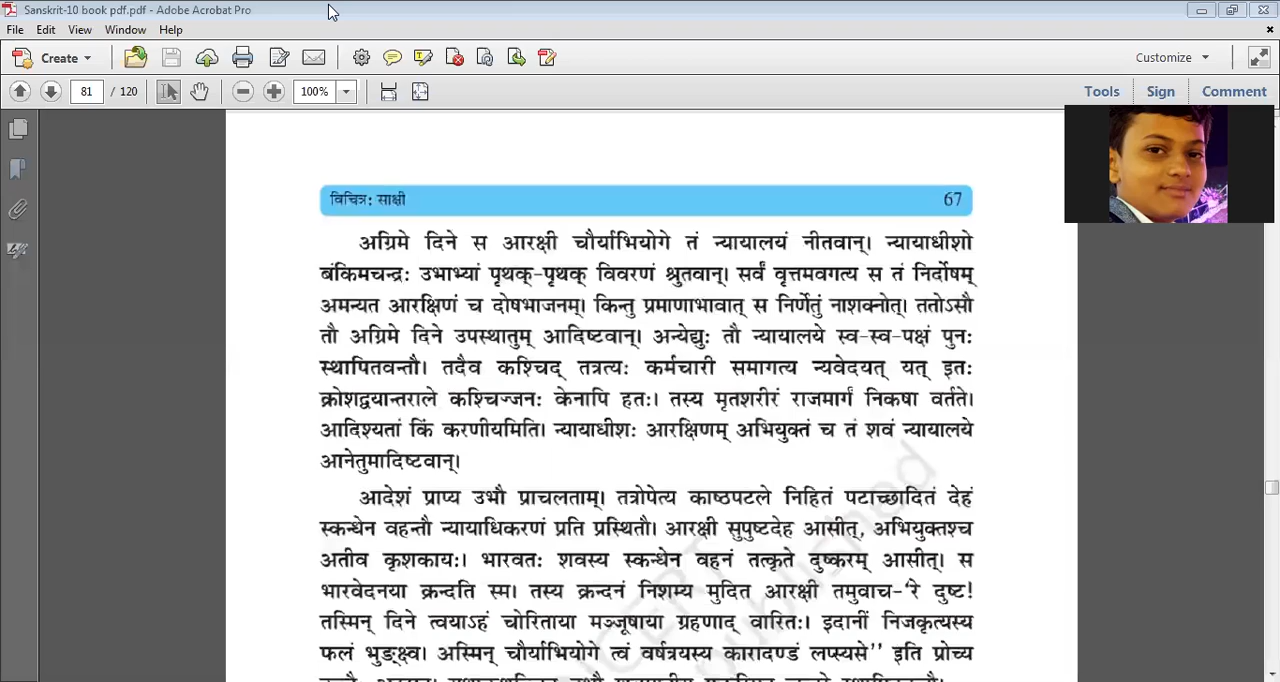 Sanskrit-10 book pdf.pdf - Adobe Acrobat Pro
File Edit View Window Help
Create Customize
81 / 120 100% Tools Sign Comment
विचित्र: साक्षी 67
अग्रिमे दिने स आरक्षी चौर्याभियोगे तं न्यायालयं नीतवान्। न्यायाधीशो
बंकिमचन्द्र: उभाभ्यां पृथक्-पृथक् विवरणं श्रुतवान्। सर्वं वृत्तमवगत्य स तं निर्दोषम्
अमन्यत आरक्षिणं च दोषभाजनम्। किन्तु प्रमाणाभावात् स निर्णेतुं नाशक्नोत्। ततोऽसौ
तौ अग्रिमे दिने उपस्थातुम् आदिष्टवान्। अन्येद्यु: तौ न्यायालये स्व-स्व-पक्षं पुन:
स्थापितवन्तौ। तदैव कश्चिद् तत्रत्य: कर्मचारी समागत्य न्यवेदयत् यत् इत:
क्रोशद्वयान्तराले कश्चिज्जन: केनापि हत:। तस्य मृतशरीरं राजमार्गं निकषा वर्तते।
आदिश्यतां किं करणीयमिति। न्यायाधीश: आरक्षिणम् अभियुक्तं च तं शवं न्यायालये
आनेतुमादिष्टवान्।
आदेशं प्राप्य उभौ प्राचलताम्। तत्रोपेत्य काष्ठपटले निहितं पटाच्छादितं देहं
स्कन्धेन वहन्तौ न्यायाधिकरणं प्रति प्रस्थितौ। आरक्षी सुपुष्टदेह आसीत्, अभियुक्तश्च
अतीव कृशकाय:। भारवत: शवस्य स्कन्धेन वहनं तत्कृते दुष्करम् आसीत्। स
भारवेदनया क्रन्दति स्म। तस्य क्रन्दनं निशम्य मुदित आरक्षी तमुवाच-'रे दुष्ट!
तस्मिन् दिने त्वयाऽहं चोरिताया मञ्जूषाया ग्रहणाद् वारित:। इदानीं निजकृत्यस्य
फलं भुङ्क्ष्व। अस्मिन् चौर्याभियोगे त्वं वर्षत्रयस्य कारादण्डं लप्स्यसे'' इति प्रोच्य